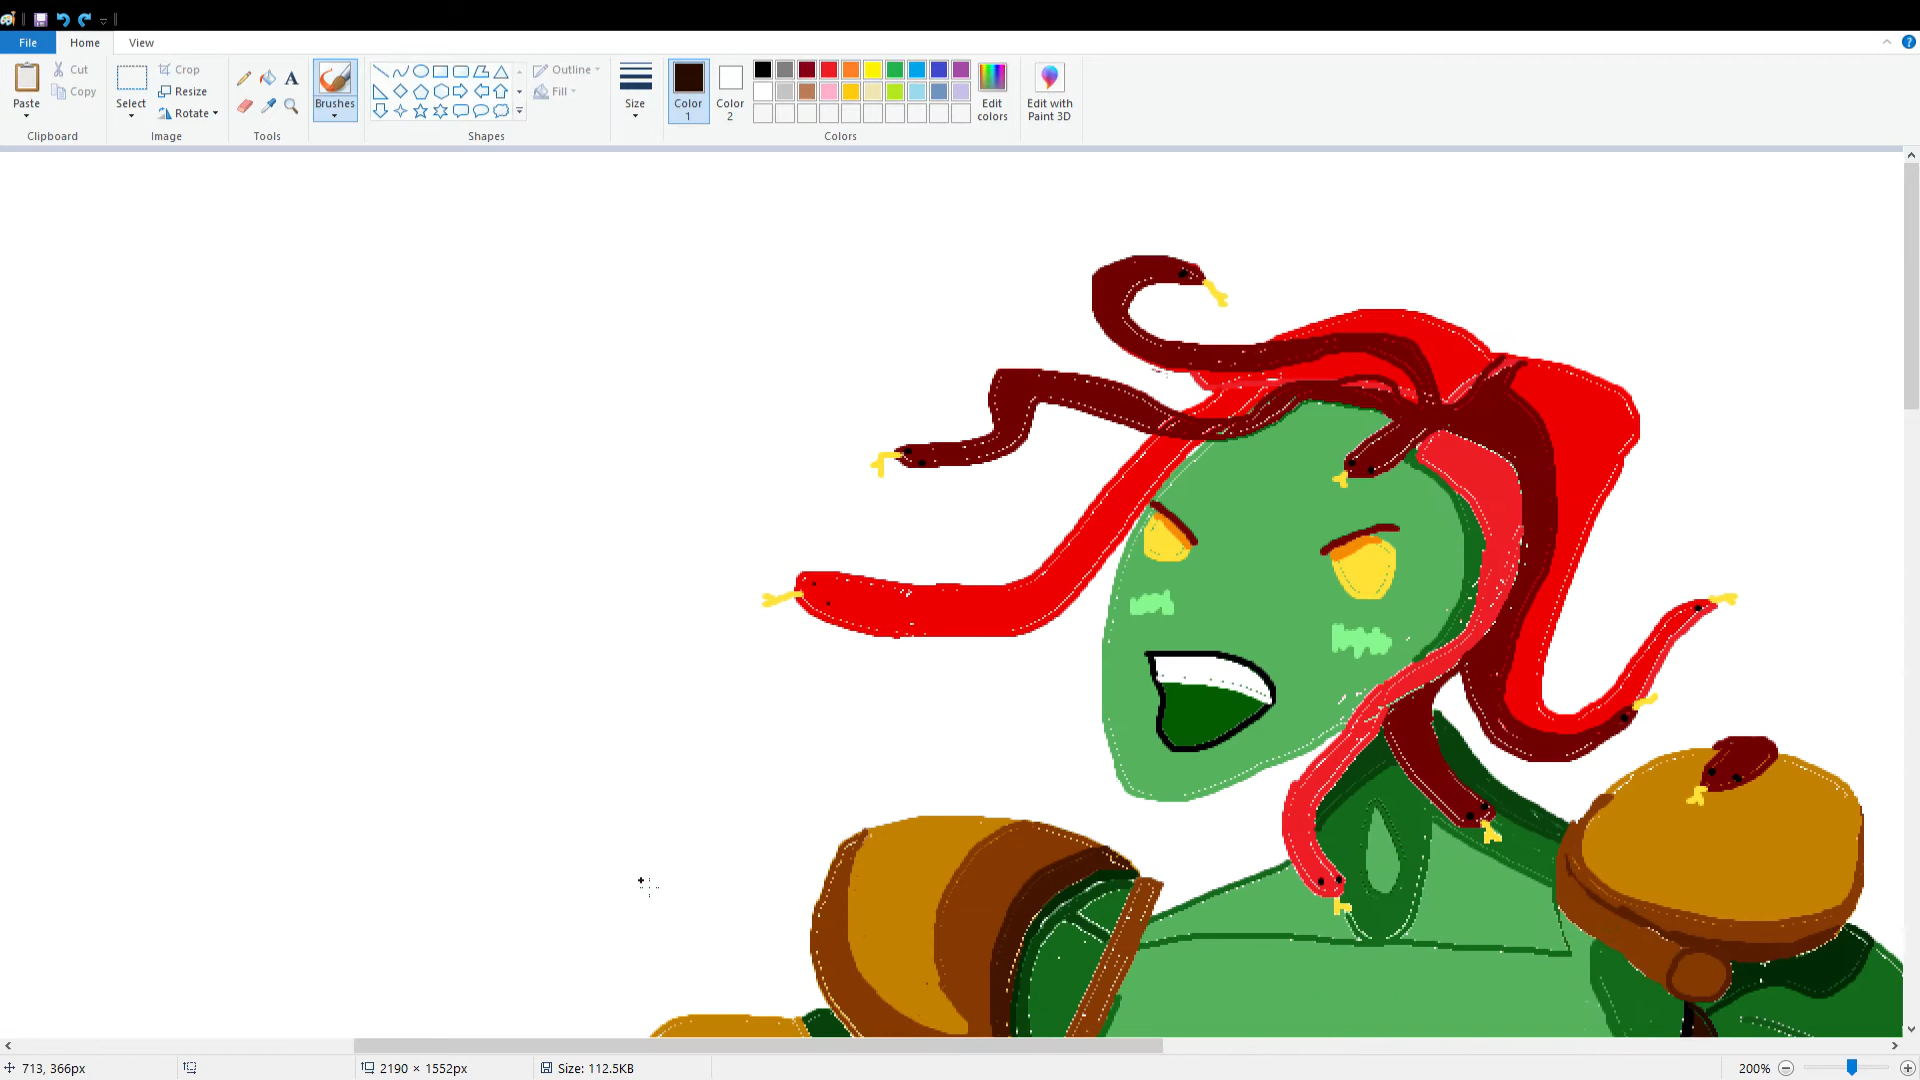 File Home View
Paste
Cut
Copy
Clipboard
Select
Crop
Resize
Rotate
Image
A
Tools
Brushes
Shapes
Outline
Fill
Size
Color
1
Color
2
Colors
Edit
colors
Edit with
Paint 3D
713, 366px
2190 × 1552px
Size: 112.5KB
200%